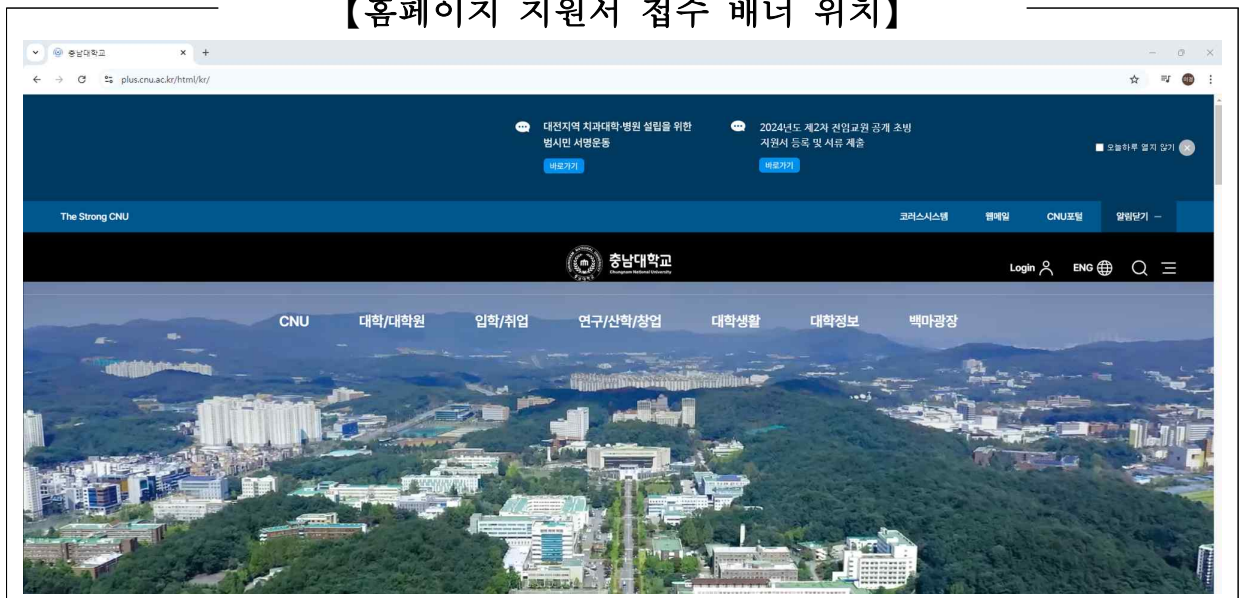 【홈페이지 지원서 접수 배너 위치】
충남대학교
plus.cnu.ac.kr/html/kr/
대전지역 치과대학·병원 설립을 위한
범시민 서명운동
바로가기
2024년도 제2차 전임교원 공개 초빙
지원서 등록 및 서류 제출
바로가기
오늘하루 열지 않기
The Strong CNU
코러스시스템 웹메일 CNU포털 알림닫기
충남대학교
Chungnam National University
Login ENG
CNU 대학/대학원 입학/취업 연구/산학/창업 대학생활 대학정보 백마광장